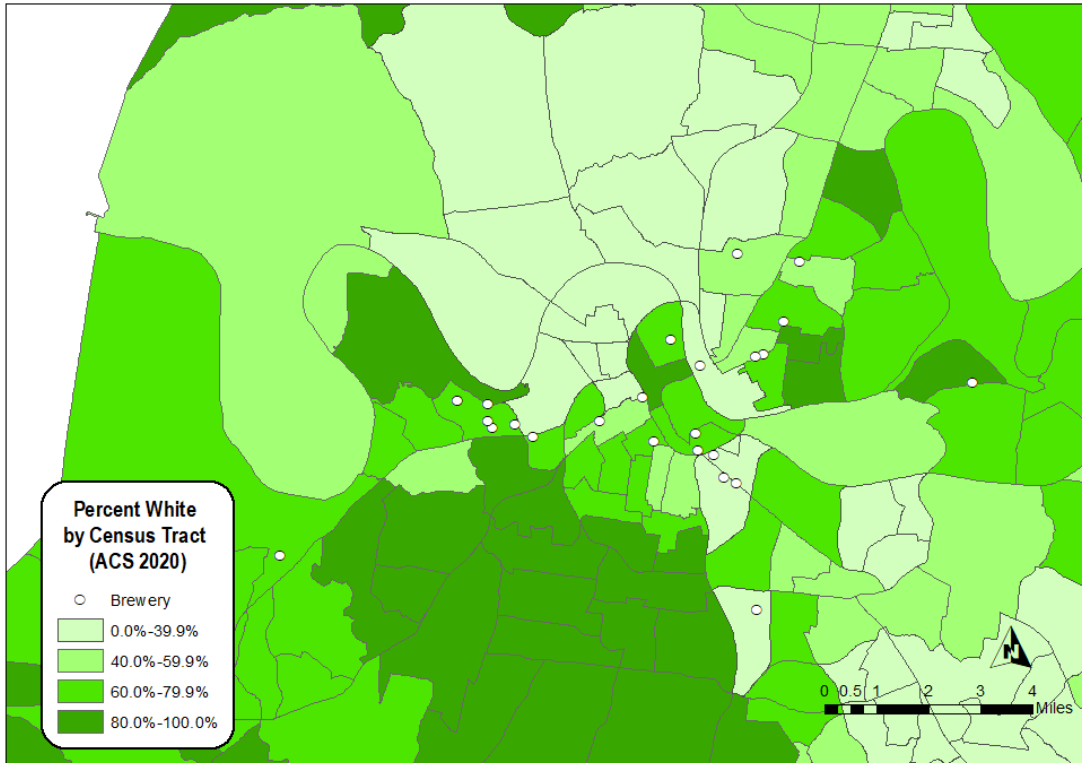 Percent White
by Census Tract
(ACS 2020)
Brewery
0.0%-39.9%
40.0%-59.9%
60.0%-79.9%
80.0%-100.0%
N
0 0.5 1 2 3 4
Miles